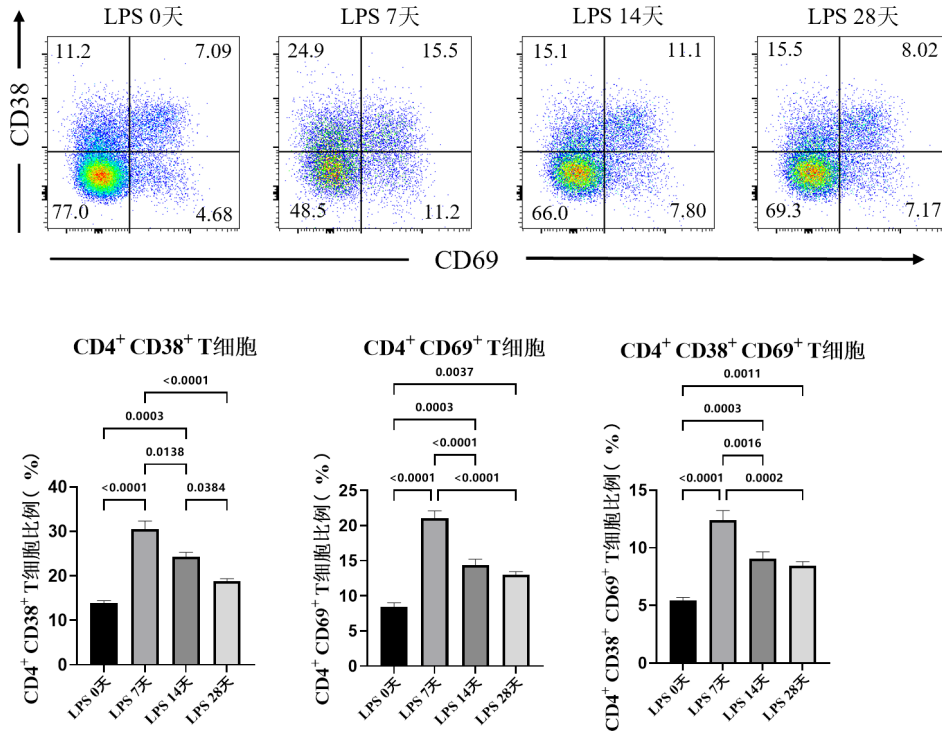 LPS 0天
LPS 7天
LPS 14天
LPS 28天
CD38
11.2
7.09
77.0
4.68
24.9
15.5
48.5
11.2
15.1
11.1
66.0
7.80
15.5
8.02
69.3
7.17
CD69
CD4⁺ CD38⁺ T细胞
<0.0001
0.0003
0.0138
<0.0001
0.0384
CD4⁺ CD38⁺ T细胞比例（ %）
40
30
20
10
0
LPS 0天
LPS 7天
LPS 14天
LPS 28天
CD4⁺ CD69⁺ T细胞
0.0037
0.0003
<0.0001
<0.0001
<0.0001
CD4⁺ CD69⁺ T细胞比例（ %）
25
20
15
10
5
0
LPS 0天
LPS 7天
LPS 14天
LPS 28天
CD4⁺ CD38⁺ CD69⁺ T细胞
0.0011
0.0003
0.0016
<0.0001
0.0002
CD4⁺ CD38⁺ CD69⁺ T细胞比例（ %）
15
10
5
0
LPS 0天
LPS 7天
LPS 14天
LPS 28天